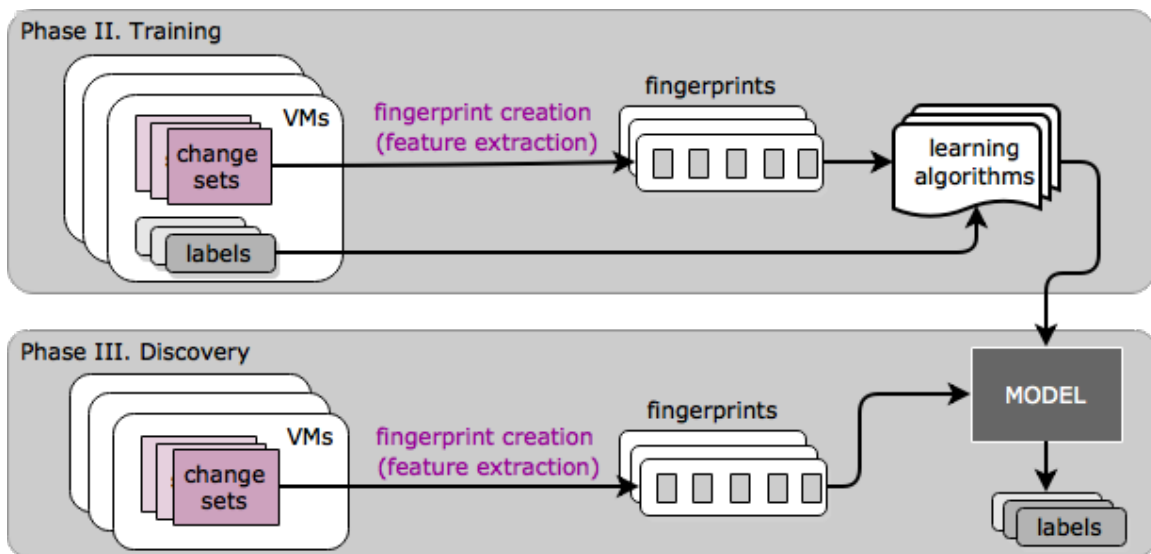 Phase II. Training
VMs
change
sets
labels
fingerprint creation
(feature extraction)
fingerprints
learning
algorithms
Phase III. Discovery
VMs
change
sets
fingerprint creation
(feature extraction)
fingerprints
MODEL
labels